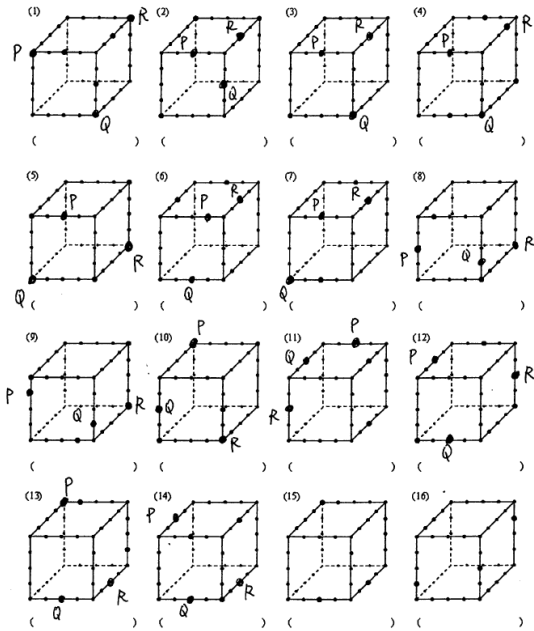 (1) (2) (3) (4)
R R R R
P P P P
Q Q Q Q
( ) ( ) ( ) ( )
(5) (6) (7) (8)
P P R P R P Q R
Q R Q Q
( ) ( ) ( ) ( )
(9) (10) (11) (12)
P P P P
P Q R Q Q R R Q
R
( ) ( ) ( ) ( )
(13) (14) (15) (16)
P P
Q R Q R
( ) ( ) ( ) ( )